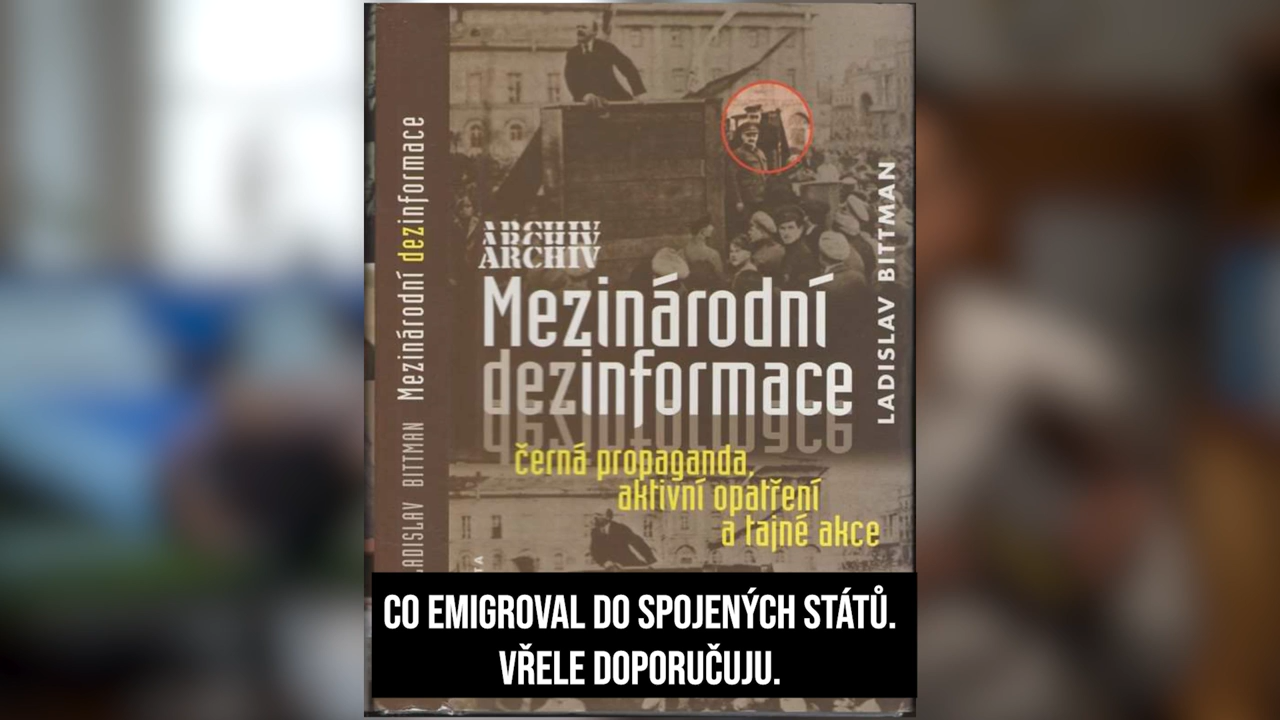 ARCHIV
ARCHIV
Mezinárodní
dezinformace
černá propaganda,
aktivní opatření
a tajné akce
LADISLAV BITTMAN
LADISLAV BITTMAN Mezinárodní dezinformace
CO EMIGROVAL DO SPOJENÝCH STÁTŮ.
VŘELE DOPORUČUJU.